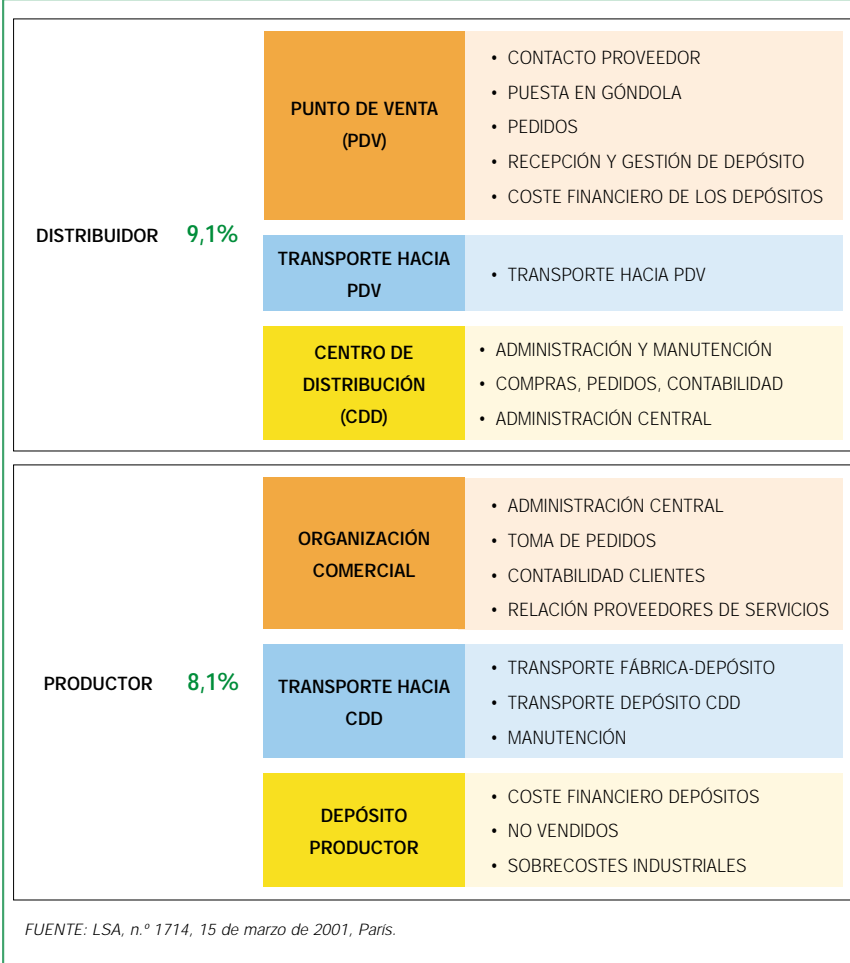 DISTRIBUIDOR 9,1%
PUNTO DE VENTA
(PDV)
• CONTACTO PROVEEDOR
• PUESTA EN GÓNDOLA
• PEDIDOS
• RECEPCIÓN Y GESTIÓN DE DEPÓSITO
• COSTE FINANCIERO DE LOS DEPÓSITOS
TRANSPORTE HACIA
PDV
• TRANSPORTE HACIA PDV
CENTRO DE
DISTRIBUCIÓN
(CDD)
• ADMINISTRACIÓN Y MANUTENCIÓN
• COMPRAS, PEDIDOS, CONTABILIDAD
• ADMINISTRACIÓN CENTRAL
PRODUCTOR 8,1%
ORGANIZACIÓN
COMERCIAL
• ADMINISTRACIÓN CENTRAL
• TOMA DE PEDIDOS
• CONTABILIDAD CLIENTES
• RELACIÓN PROVEEDORES DE SERVICIOS
TRANSPORTE HACIA
CDD
• TRANSPORTE FÁBRICA-DEPÓSITO
• TRANSPORTE DEPÓSITO CDD
• MANUTENCIÓN
DEPÓSITO
PRODUCTOR
• COSTE FINANCIERO DEPÓSITOS
• NO VENDIDOS
• SOBRECOSTES INDUSTRIALES
FUENTE: LSA, n.º 1714, 15 de marzo de 2001, París.